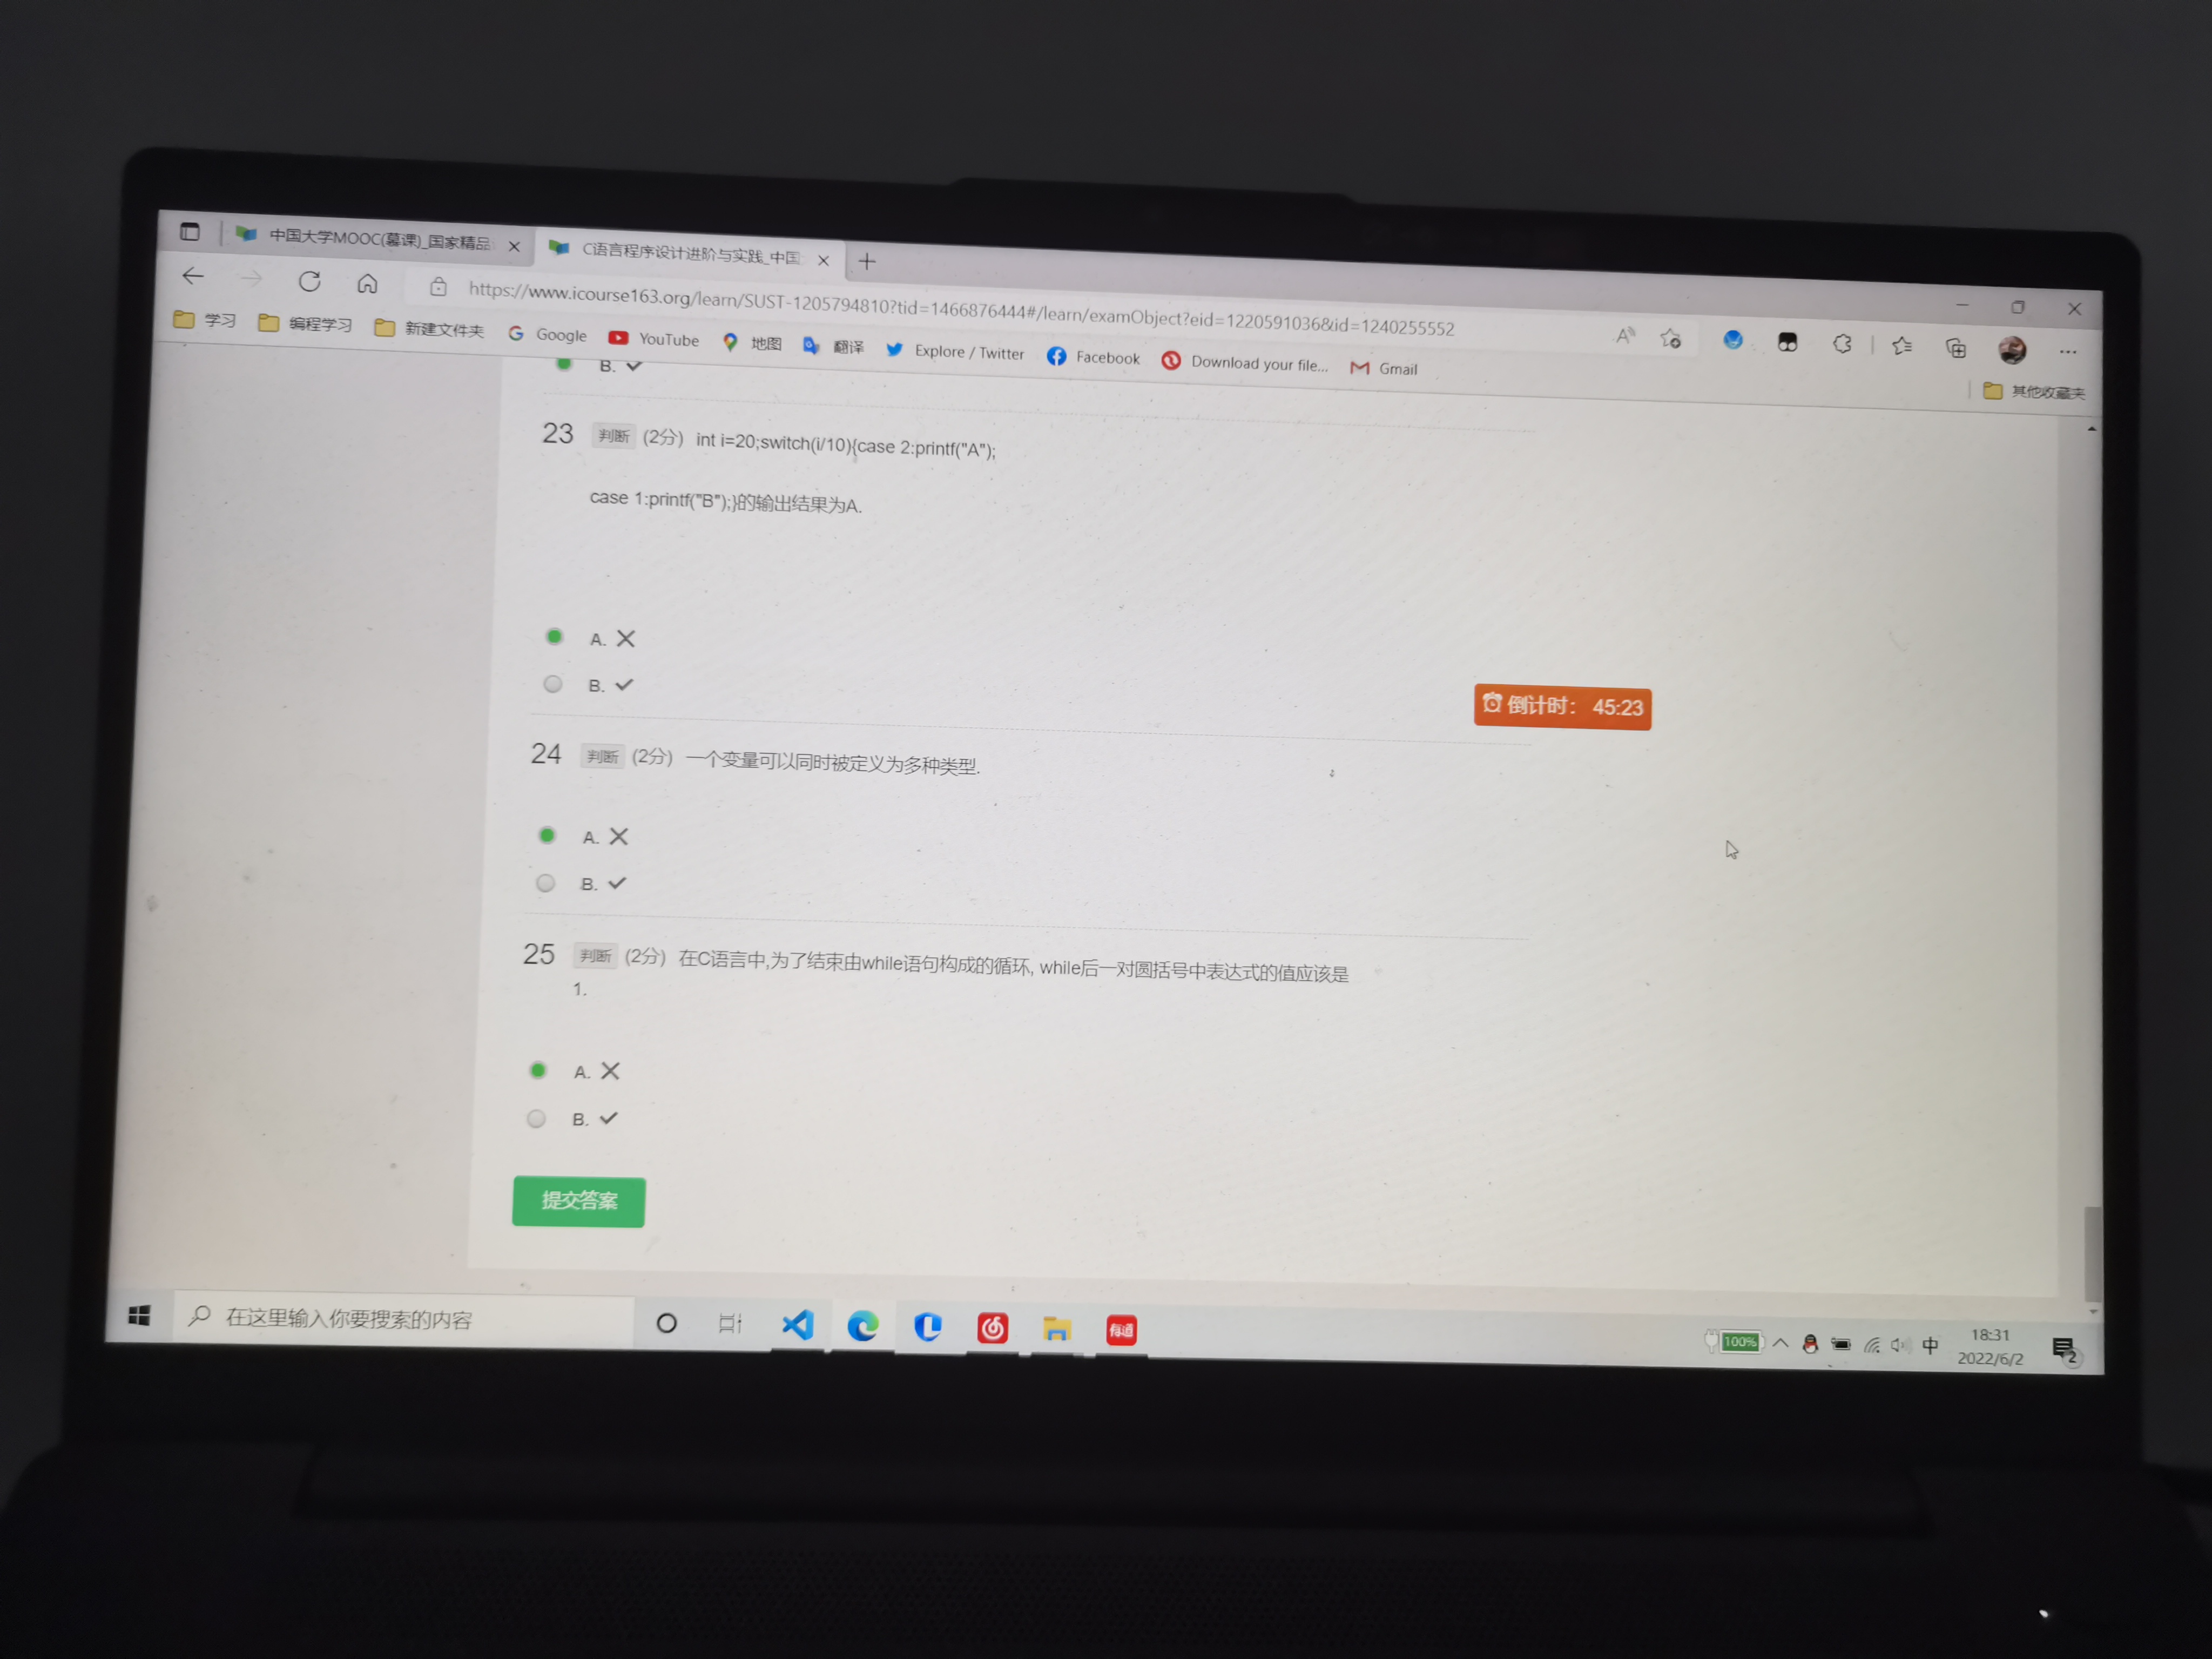 中国大学MOOC(慕课)_国家精品
C语言程序设计进阶与实践_中国
https://www.icourse163.org/learn/SUST-1205794810?tid=1466876444#/learn/examObject?eid=1220591036&id=1240255552
学习 编程学习 新建文件夹 Google YouTube 地图 翻译 Explore / Twitter Facebook Download your file... Gmail
其他收藏夹
B.
23 判断 (2分) int i=20;switch(i/10){case 2:printf("A");
case 1:printf("B");}的输出结果为A.
A.
B.
倒计时： 45:23
24 判断 (2分) 一个变量可以同时被定义为多种类型.
A.
B.
25 判断 (2分) 在C语言中,为了结束由while语句构成的循环, while后一对圆括号中表达式的值应该是
1.
A.
B.
提交答案
在这里输入你要搜索的内容
有道
100%
中
18:31
2022/6/2
2